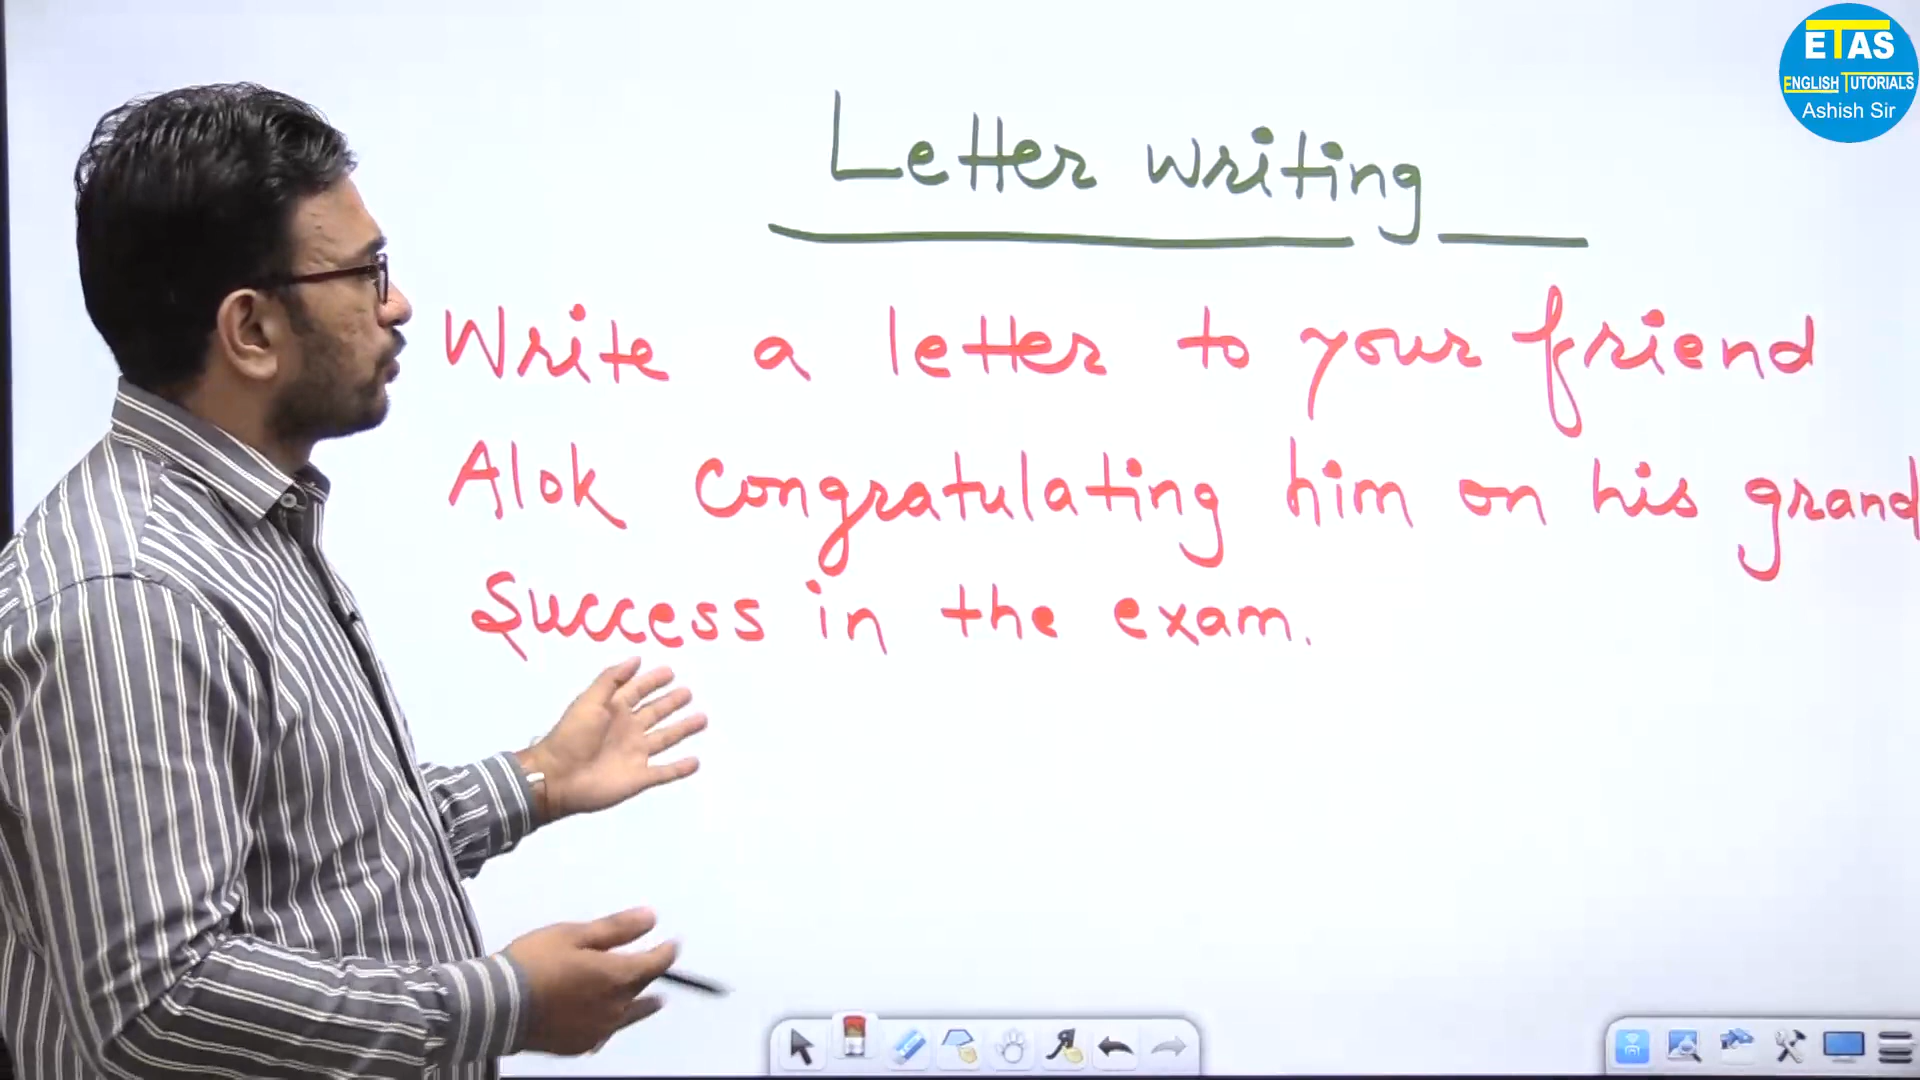 ETAS
ENGLISH TUTORIALS
Ashish Sir
Letter writing
Write a letter to your friend
Alok congratulating him on his grand
Success in the exam.